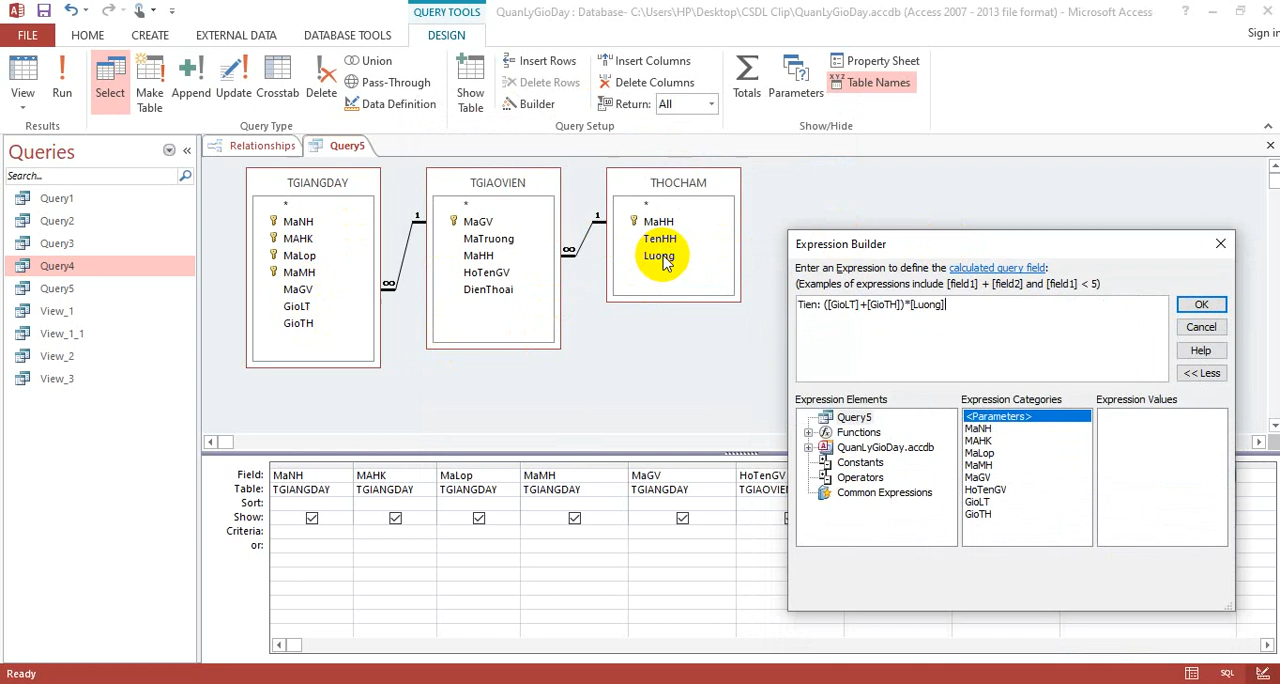 QUERY TOOLS
QuanLyGioDay : Database- C:\Users\HP\Desktop\CSDL Clip\QuanLyGioDay.accdb (Access 2007 - 2013 file format) - Microsoft Access
FILE HOME CREATE EXTERNAL DATA DATABASE TOOLS DESIGN Sign in
View Run Select Make Table Append Update Crosstab Delete
Union
Pass-Through
Data Definition
Show Table
Insert Rows
Delete Rows
Builder
Insert Columns
Delete Columns
Return: All
Totals Parameters
Property Sheet
Table Names
Results Query Type Query Setup Show/Hide
Queries
Search...
Query1
Query2
Query3
Query4
Query5
View_1
View_1_1
View_2
View_3
Relationships Query5
TGIANGDAY
*
MaNH
MAHK
MaLop
MaMH
MaGV
GioLT
GioTH
∞ 1
TGIAOVIEN
*
MaGV
MaTruong
MaHH
HoTenGV
DienThoai
∞ 1
THOCHAM
*
MaHH
TenHH
Luong
Expression Builder
Enter an Expression to define the calculated query field:
(Examples of expressions include [field1] + [field2] and [field1] < 5)
Tien: ([GioLT]+[GioTH])*[Luong]
OK
Cancel
Help
<< Less
Expression Elements
Query5
Functions
QuanLyGioDay.accdb
Constants
Operators
Common Expressions
Expression Categories
<Parameters>
MaNH
MAHK
MaLop
MaMH
MaGV
HoTenGV
GioLT
GioTH
Expression Values
Field: MaNH MAHK MaLop MaMH MaGV HoTenGV
Table: TGIANGDAY TGIANGDAY TGIANGDAY TGIANGDAY TGIANGDAY TGIAOVIEN
Sort:
Show:
Criteria:
or:
Ready
SQL